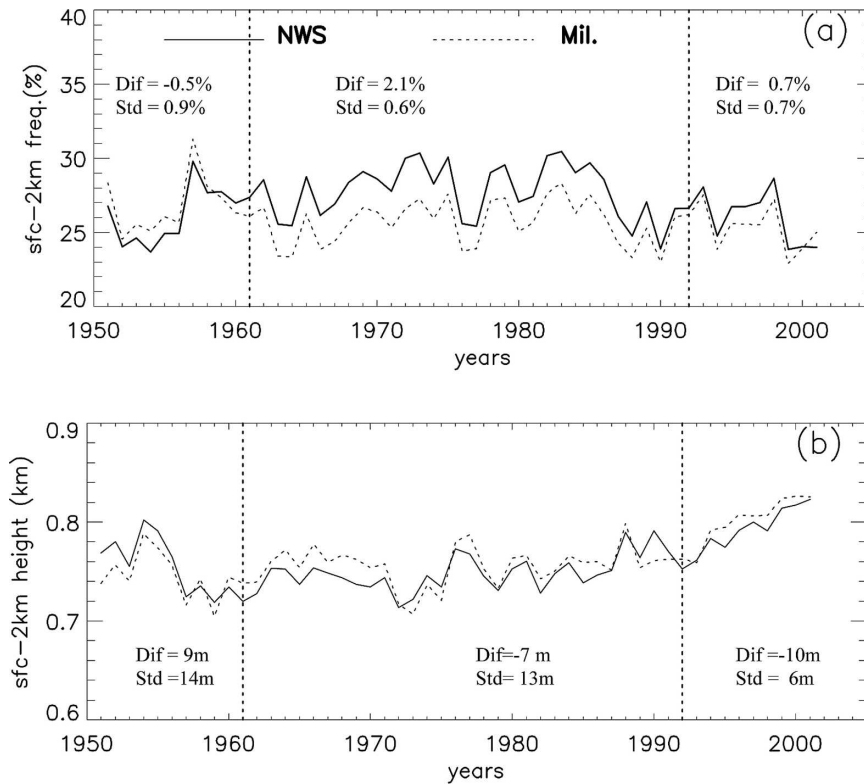 40
NWS
Mil.
(a)
Dif = -0.5%
Std = 0.9%
Dif = 2.1%
Std = 0.6%
Dif = 0.7%
Std = 0.7%
35
30
25
20
sfc-2km freq.(%)
1950
1960
1970
1980
1990
2000
years
0.9
(b)
0.8
0.7
0.6
sfc-2km height (km)
Dif = 9m
Std =14m
Dif=-7 m
Std= 13m
Dif=-10m
Std = 6m
1950
1960
1970
1980
1990
2000
years